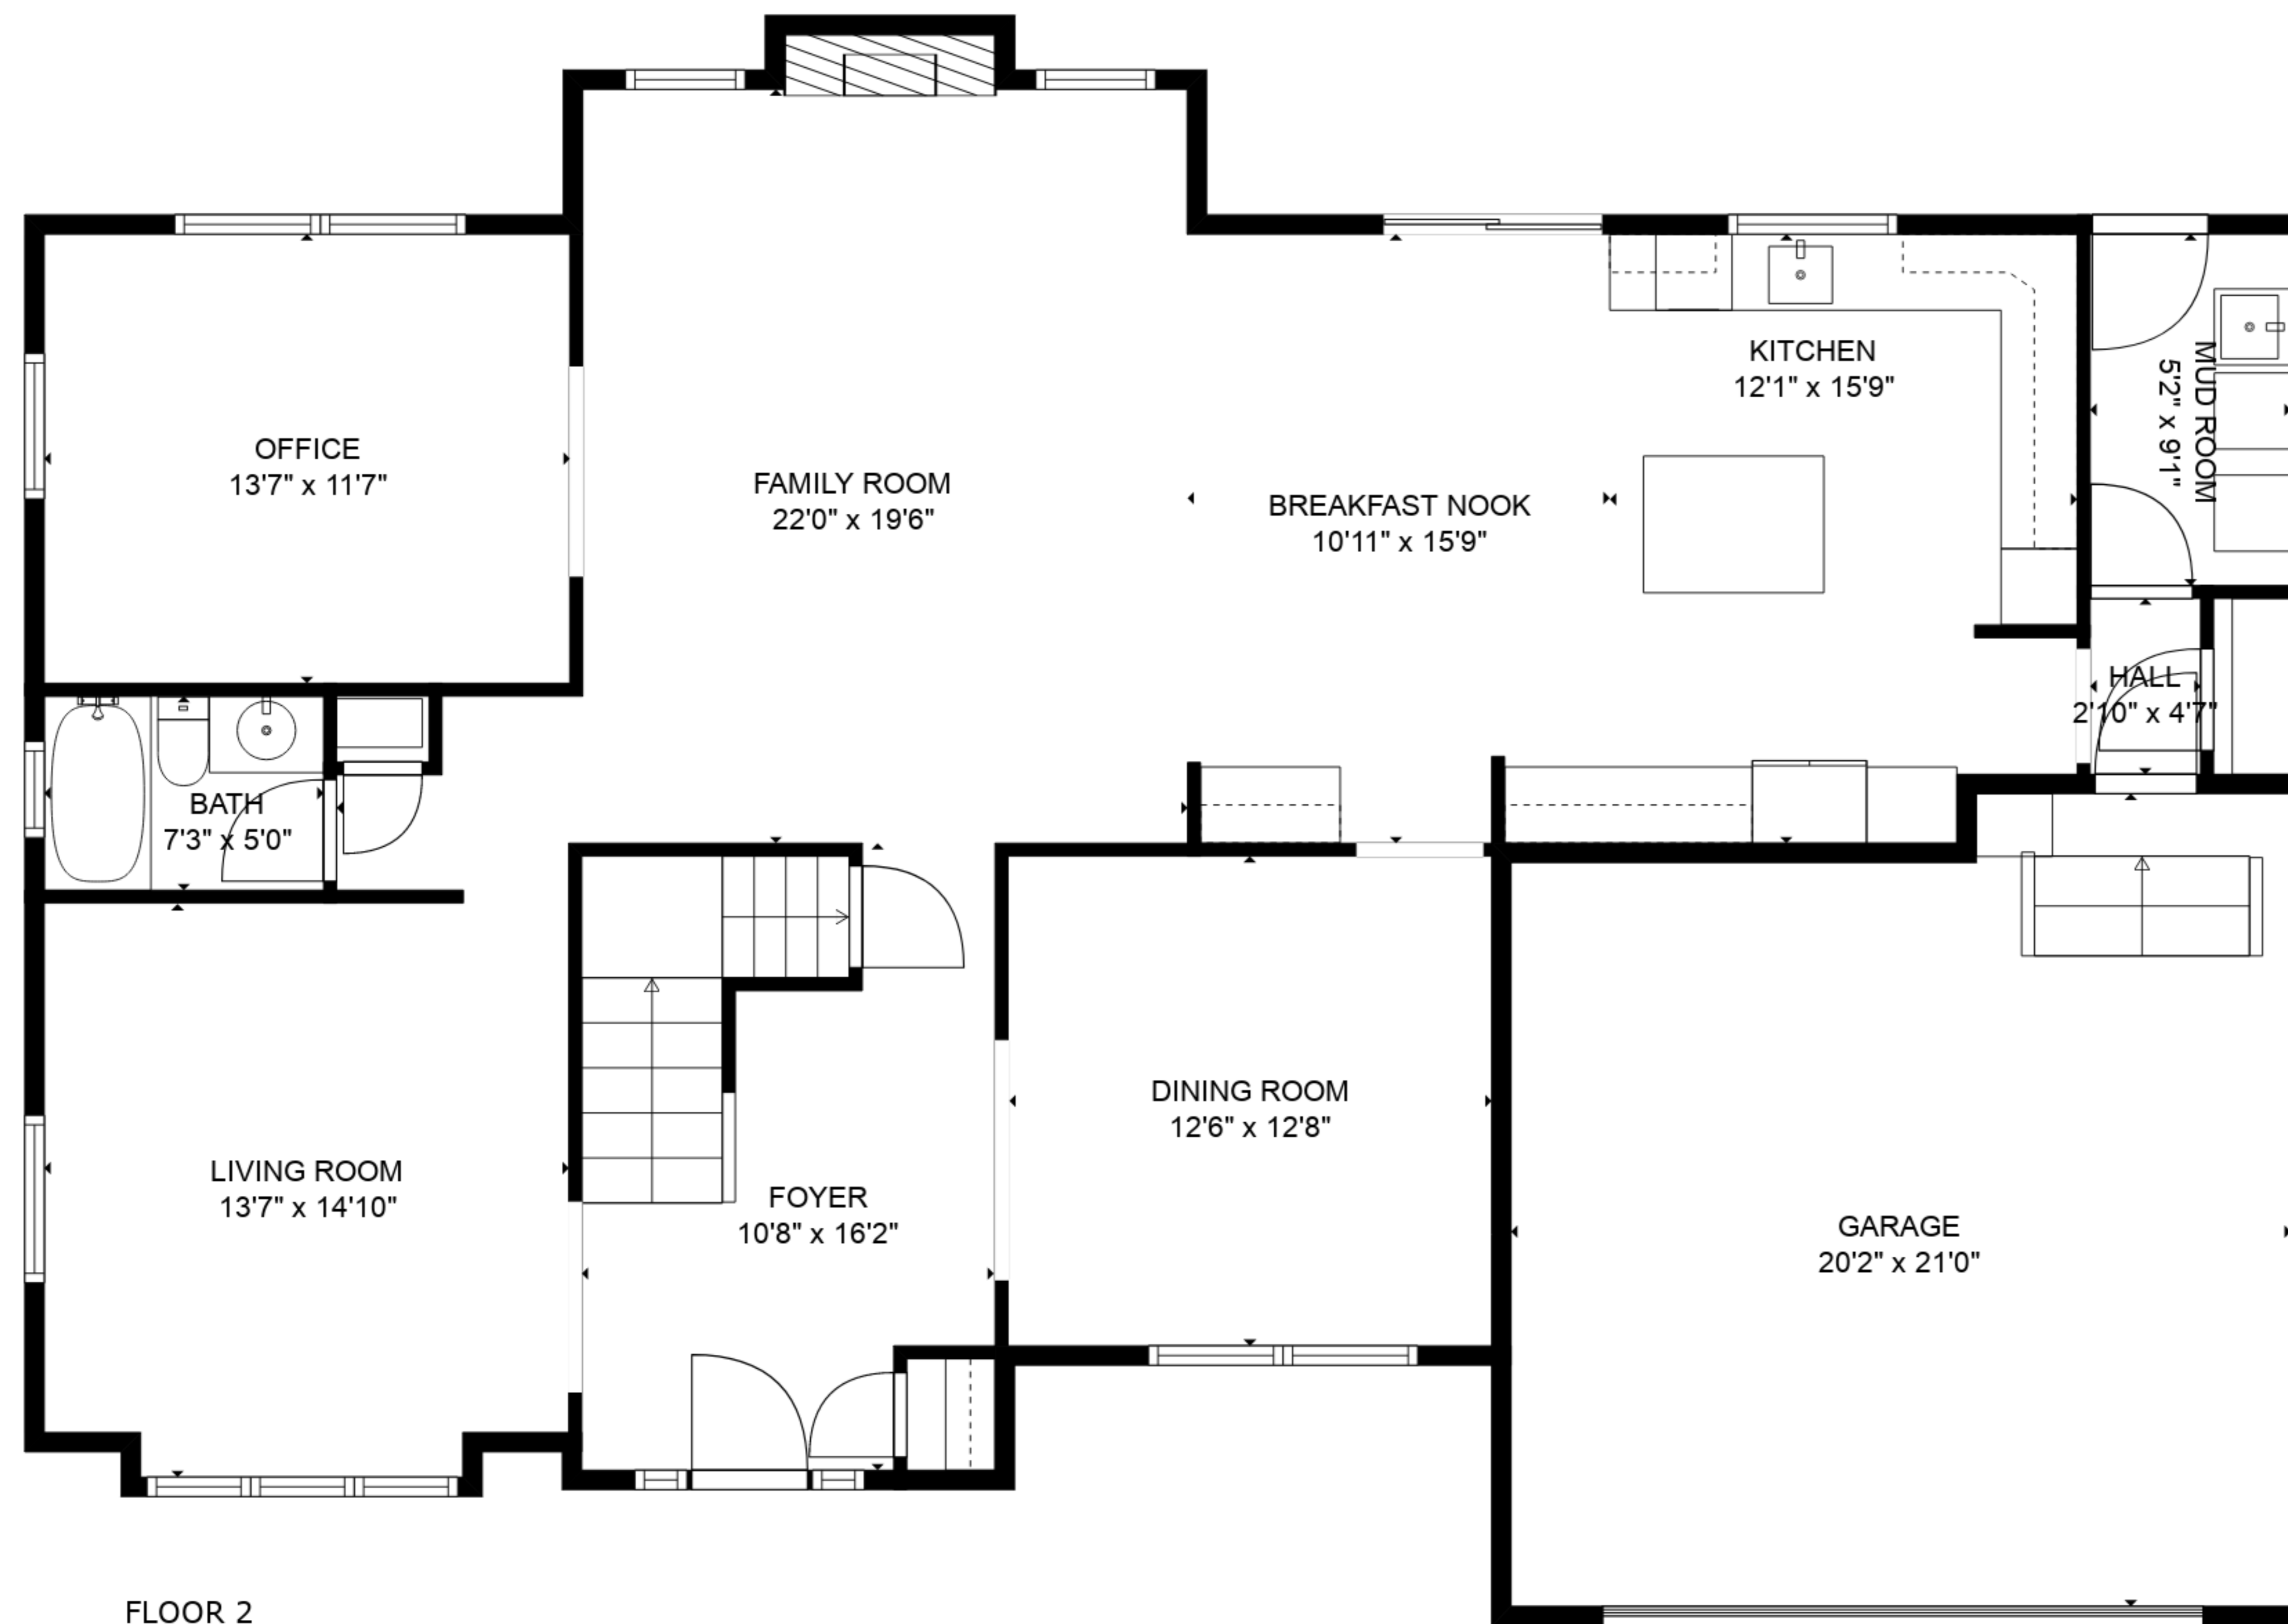 KITCHEN
12'1" x 15'9"
MUD ROOM
5'2" x 9'1"
OFFICE
13'7" x 11'7"
FAMILY ROOM
22'0" x 19'6"
BREAKFAST NOOK
10'11" x 15'9"
HALL
2'10" x 4'7"
BATH
7'3" x 5'0"
DINING ROOM
12'6" x 12'8"
LIVING ROOM
13'7" x 14'10"
FOYER
10'8" x 16'2"
GARAGE
20'2" x 21'0"
FLOOR 2